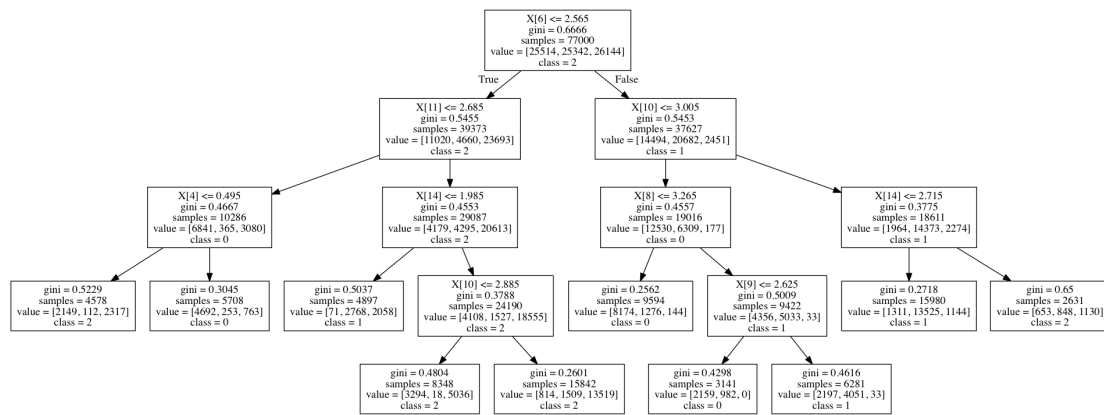 X[6] <= 2.565
gini = 0.6666
samples = 77000
value = [25514, 25342, 26144]
class = 2
True
False
X[11] <= 2.685
gini = 0.5455
samples = 39373
value = [11020, 4660, 23693]
class = 2
X[10] <= 3.005
gini = 0.5453
samples = 37627
value = [14494, 20682, 2451]
class = 1
X[4] <= 0.495
gini = 0.4667
samples = 10286
value = [6841, 365, 3080]
class = 0
X[14] <= 1.985
gini = 0.4553
samples = 29087
value = [4179, 4295, 20613]
class = 2
X[8] <= 3.265
gini = 0.4557
samples = 19016
value = [12530, 6309, 177]
class = 0
X[14] <= 2.715
gini = 0.3775
samples = 18611
value = [1964, 14373, 2274]
class = 1
gini = 0.5229
samples = 4578
value = [2149, 112, 2317]
class = 2
gini = 0.3045
samples = 5708
value = [4692, 253, 763]
class = 0
gini = 0.5037
samples = 4897
value = [71, 2768, 2058]
class = 1
X[10] <= 2.885
gini = 0.3788
samples = 24190
value = [4108, 1527, 18555]
class = 2
gini = 0.2562
samples = 9594
value = [8174, 1276, 144]
class = 0
X[9] <= 2.625
gini = 0.5009
samples = 9422
value = [4356, 5033, 33]
class = 1
gini = 0.2718
samples = 15980
value = [1311, 13525, 1144]
class = 1
gini = 0.65
samples = 2631
value = [653, 848, 1130]
class = 2
gini = 0.4804
samples = 8348
value = [3294, 18, 5036]
class = 2
gini = 0.2601
samples = 15842
value = [814, 1509, 13519]
class = 2
gini = 0.4298
samples = 3141
value = [2159, 982, 0]
class = 0
gini = 0.4616
samples = 6281
value = [2197, 4051, 33]
class = 1